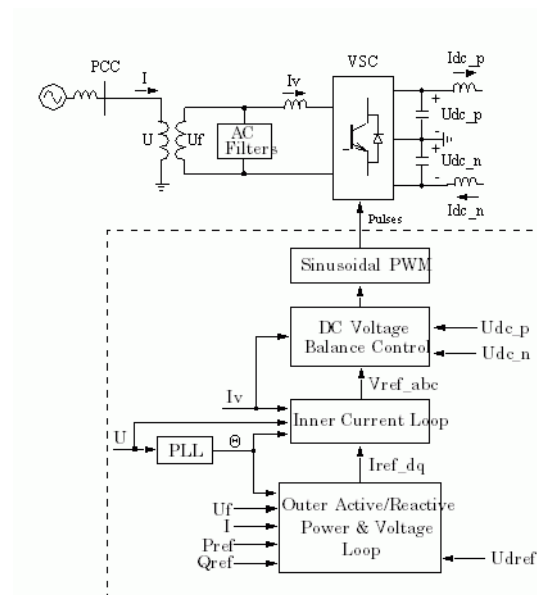 PCC
I
Iv
VSC
Idc_p
U
Uf
AC
Filters
+
Udc_p
-
+
Udc_n
-
Idc_n
Pulses
Sinusoidal PWM
DC Voltage
Balance Control
Udc_p
Udc_n
Vref_abc
Iv
Inner Current Loop
U
PLL
Θ
Iref_dq
Outer Active/Reactive
Power & Voltage
Loop
Uf
I
Pref
Qref
Udref